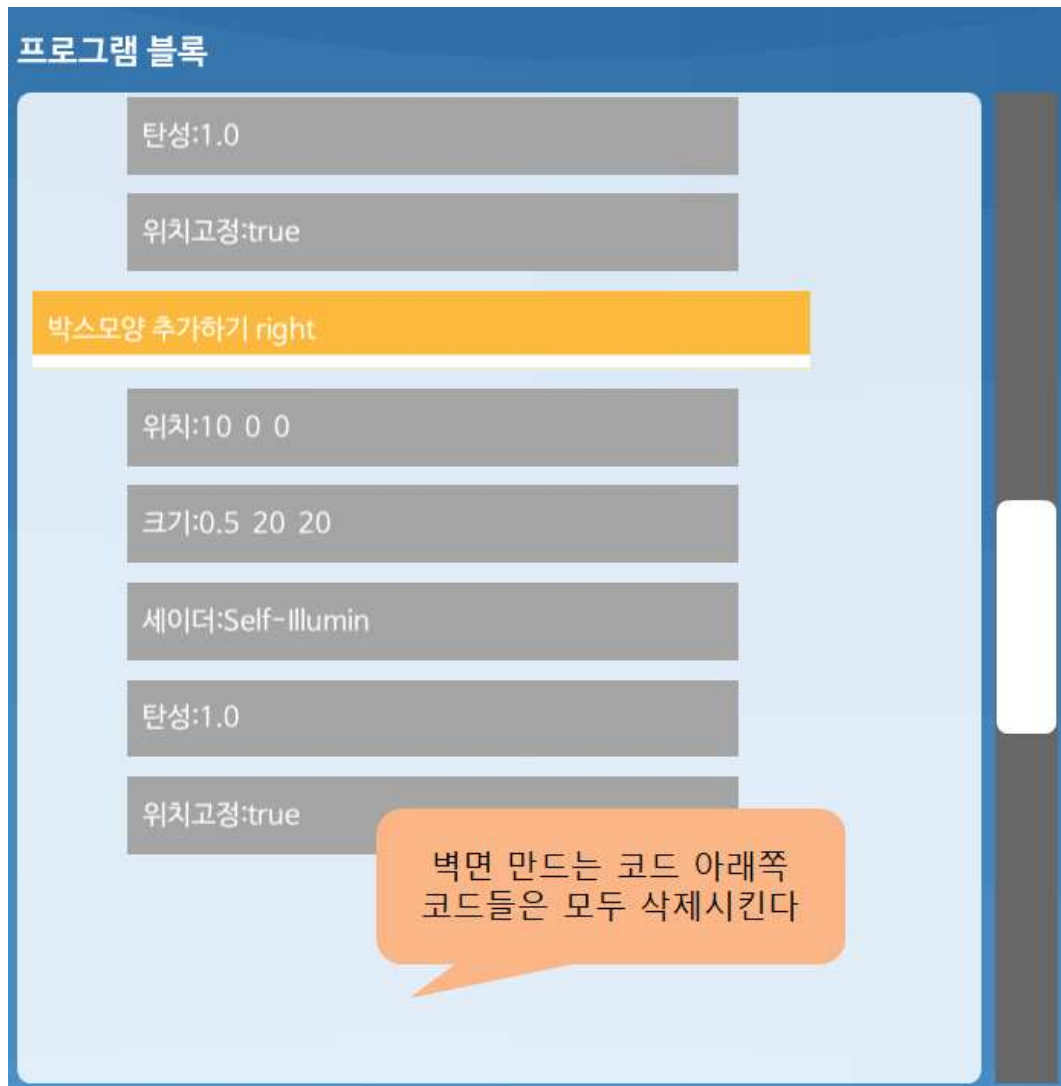 프로그램 블록
탄성:1.0
위치고정:true
박스모양 추가하기 right
위치:10 0 0
크기:0.5 20 20
세이더:Self-Illumin
탄성:1.0
위치고정:true
벽면 만드는 코드 아래쪽
코드들은 모두 삭제시킨다